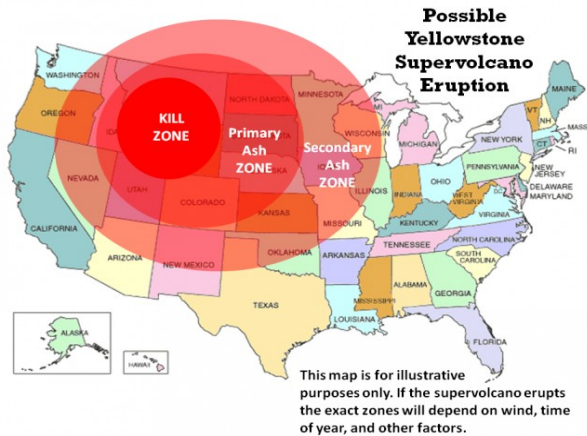 Possible
Yellowstone
Supervolcano
Eruption
WASHINGTON
OREGON
NORTH DAKOTA
MINNESOTA
MI
MAINE
VT
NH
MASS
NEW YORK
CT
RI
KILL
ZONE
Primary
Ash
ZONE
Secondary
Ash
ZONE
WISCONSIN
MICHIGAN
PENNSYLVANIA
NEW
JERSEY
OHIO
DELAWARE
MARYLAND
DC
NEVADA
UTAH
COLORADO
KANSAS
ILLINOIS
INDIANA
WEST
VIRGINIA
VIRGINIA
MISSOURI
KENTUCKY
CALIFORNIA
ARIZONA
NEW MEXICO
OKLAHOMA
ARKANSAS
TENNESSEE
NORTH CAROLINA
SOUTH
CAROLINA
TEXAS
LOUISIANA
MISSISSIPPI
ALABAMA
GEORGIA
FLORIDA
ALASKA
HAWAII
This map is for illustrative
purposes only. If the supervolcano erupts
the exact zones will depend on wind, time
of year, and other factors.